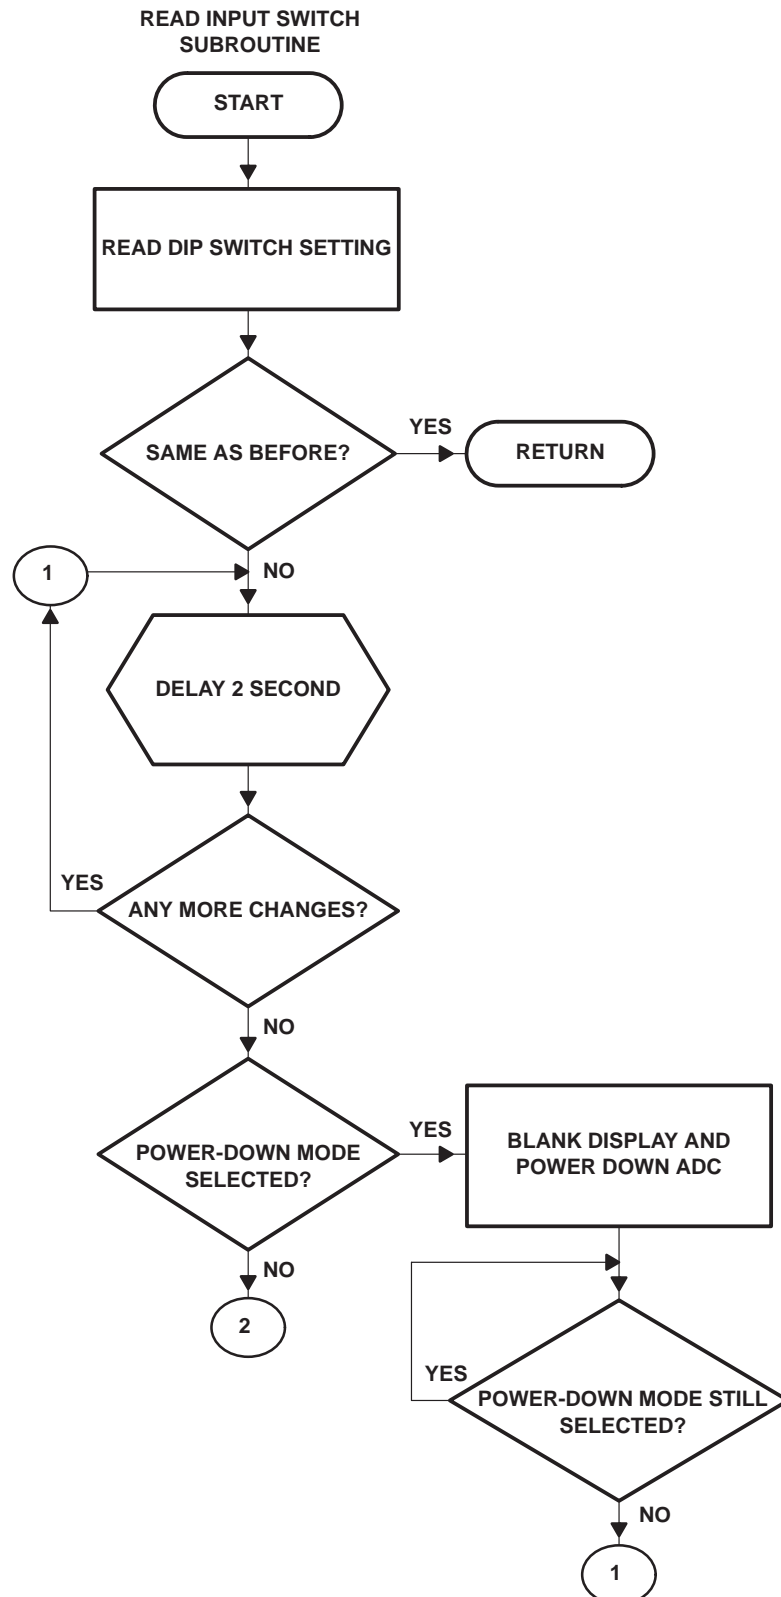 READ INPUT SWITCH
SUBROUTINE
START
READ DIP SWITCH SETTING
SAME AS BEFORE?
YES
RETURN
1
NO
DELAY 2 SECOND
YES
ANY MORE CHANGES?
NO
POWER-DOWN MODE
SELECTED?
YES
BLANK DISPLAY AND
POWER DOWN ADC
NO
2
YES
POWER-DOWN MODE STILL
SELECTED?
NO
1